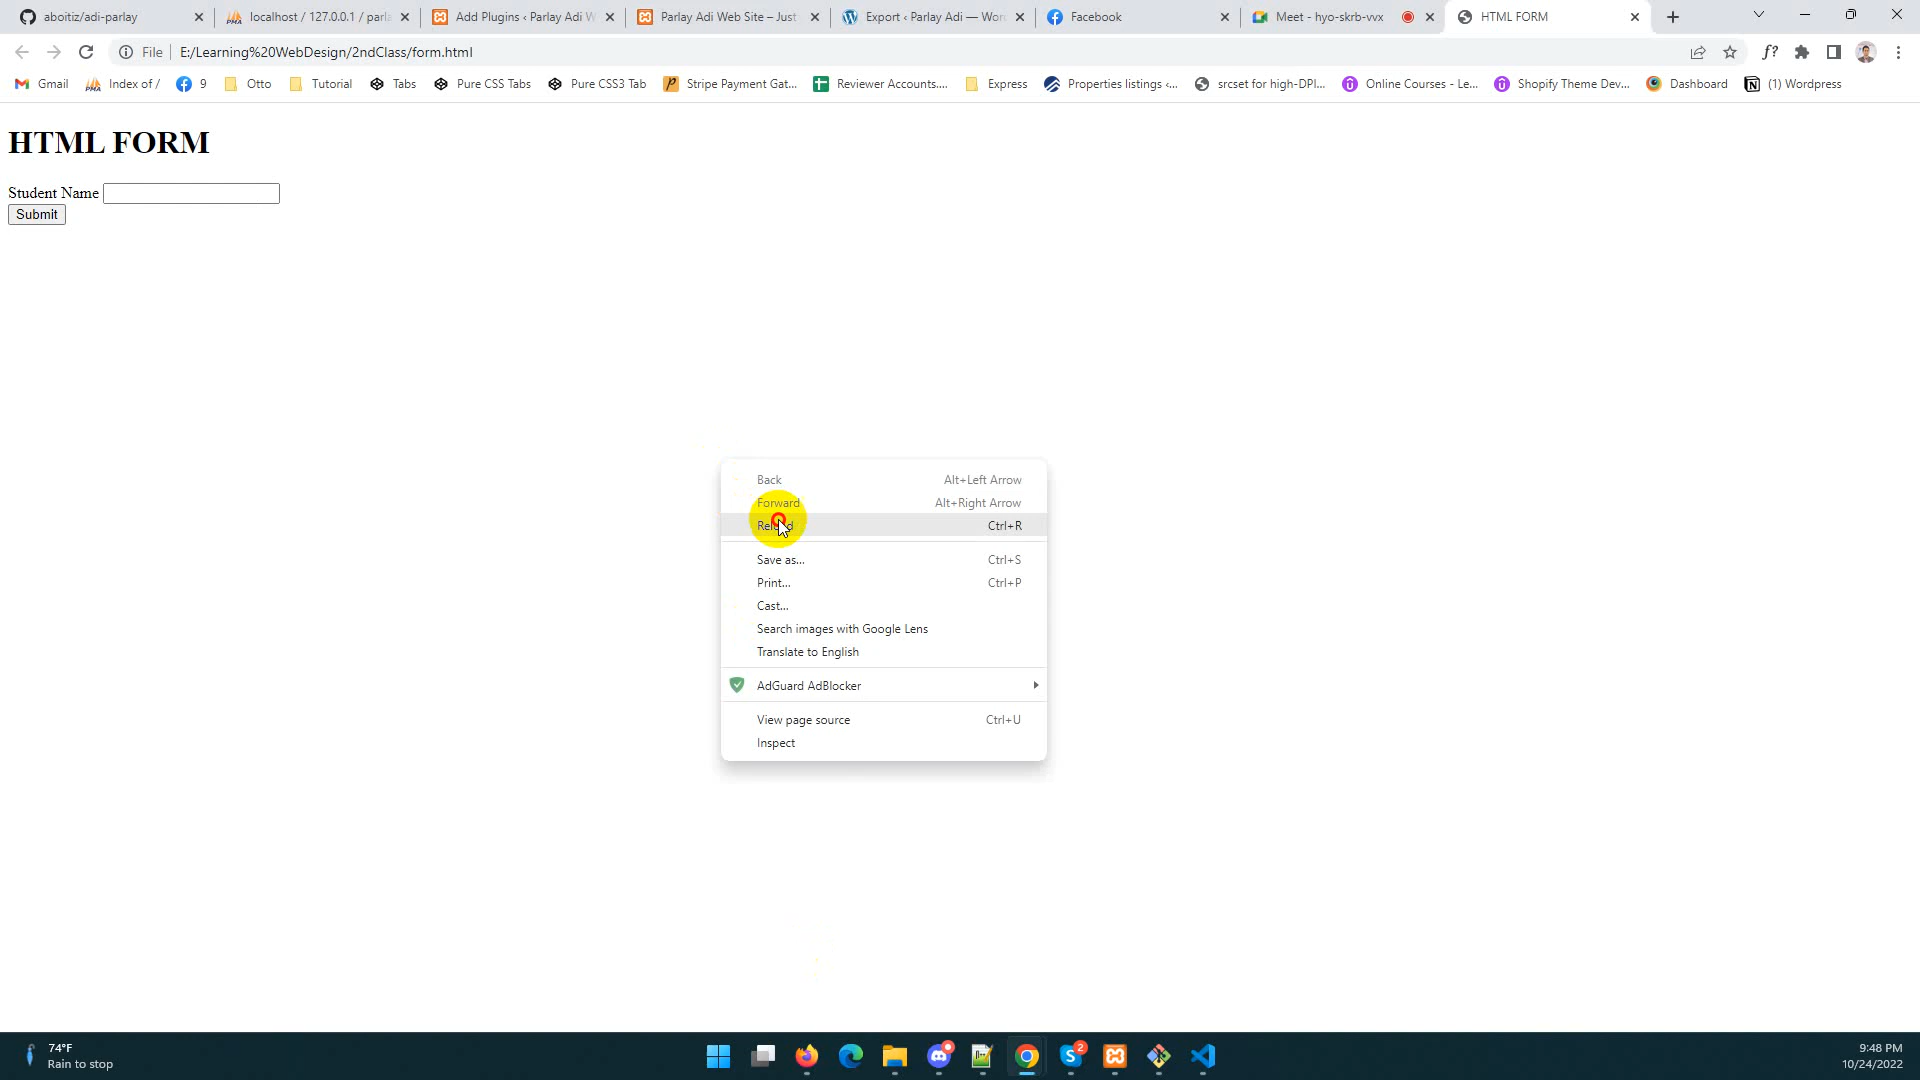 aboitiz/adi-parlay
localhost / 127.0.0.1 / parla
Add Plugins ‹ Parlay Adi W
Parlay Adi Web Site – Just
Export ‹ Parlay Adi — Wor
Facebook
Meet - hyo-skrb-vvx
HTML FORM
File
E:/Learning%20WebDesign/2ndClass/form.html
Gmail
Index of /
9
Otto
Tutorial
Tabs
Pure CSS Tabs
Pure CSS3 Tab
Stripe Payment Gat...
Reviewer Accounts....
Express
Properties listings ‹...
srcset for high-DPI...
Online Courses - Le...
Shopify Theme Dev...
Dashboard
(1) Wordpress
HTML FORM
Student Name
Submit
Back Alt+Left Arrow
Forward Alt+Right Arrow
Reload Ctrl+R
Save as... Ctrl+S
Print... Ctrl+P
Cast...
Search images with Google Lens
Translate to English
AdGuard AdBlocker
View page source Ctrl+U
Inspect
74°F
Rain to stop
2
9:48 PM
10/24/2022